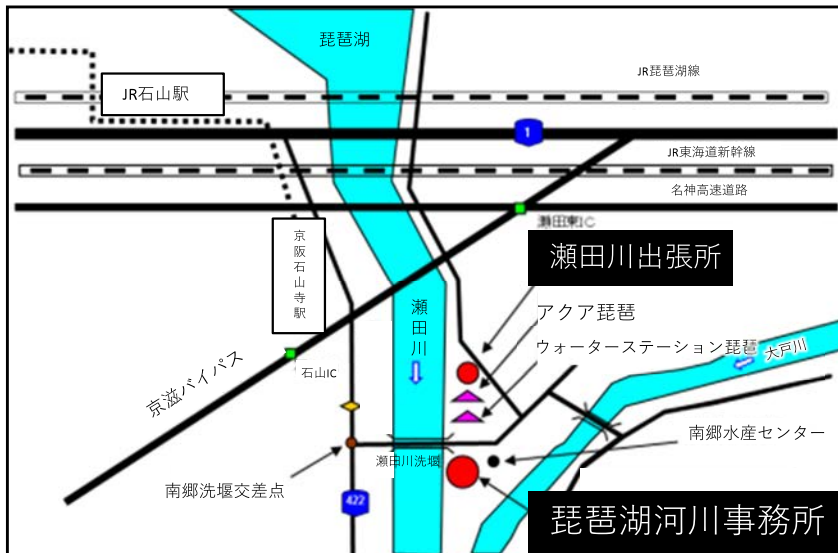 琵琶湖
JR琵琶湖線
JR石山駅
1
JR東海道新幹線
名神高速道路
瀬田東IC
京阪石山寺駅
瀬田川出張所
瀬田川
アクア琵琶
ウォーターステーション琵琶
大戸川
石山IC
京滋バイパス
南郷水産センター
瀬田川洗堰
南郷洗堰交差点
422
琵琶湖河川事務所